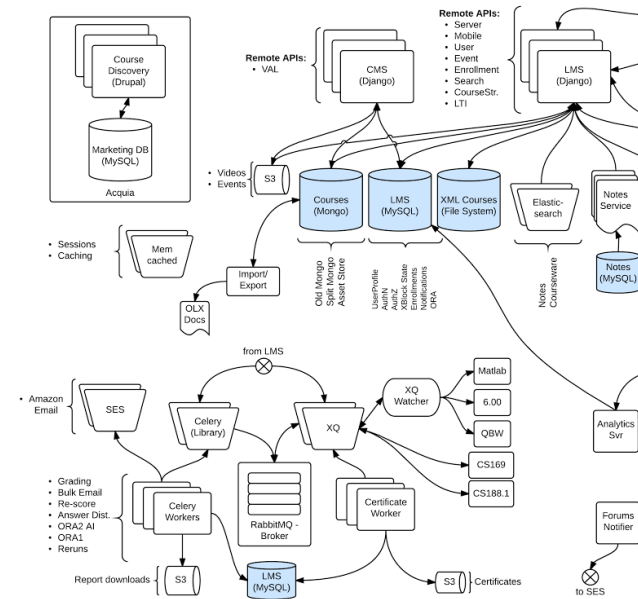 Course
Discovery
(Drupal)
Marketing DB
(MySQL)
Acquia
Remote APIs:
• VAL
CMS
(Django)
Remote APIs:
• Server
• Mobile
• User
• Event
• Enrollment
• Search
• CourseStr.
• LTI
LMS
(Django)
• Videos
• Events
S3
Courses
(Mongo)
LMS
(MySQL)
XML Courses
(File System)
Elastic-
search
Notes
Service
Notes
(MySQL)
• Sessions
• Caching
Mem
cached
Import/
Export
OLX
Docs
Old Mongo
Split Mongo
Asset Store
UserProfile
AuthN
AuthZ
XBlock State
Enrollments
Notifications
ORA
Notes
Courseware
from LMS
• Amazon
Email
SES
Celery
(Library)
XQ
XQ
Watcher
Matlab
6.00
QBW
CS169
CS188.1
Analytics
Svr
• Grading
• Bulk Email
• Re-score
• Answer Dist.
• ORA2 AI
• ORA1
• Reruns
Celery
Workers
RabbitMQ -
Broker
Certificate
Worker
Forums
Notifier
Report downloads
S3
LMS
(MySQL)
S3
Certificates
to SES